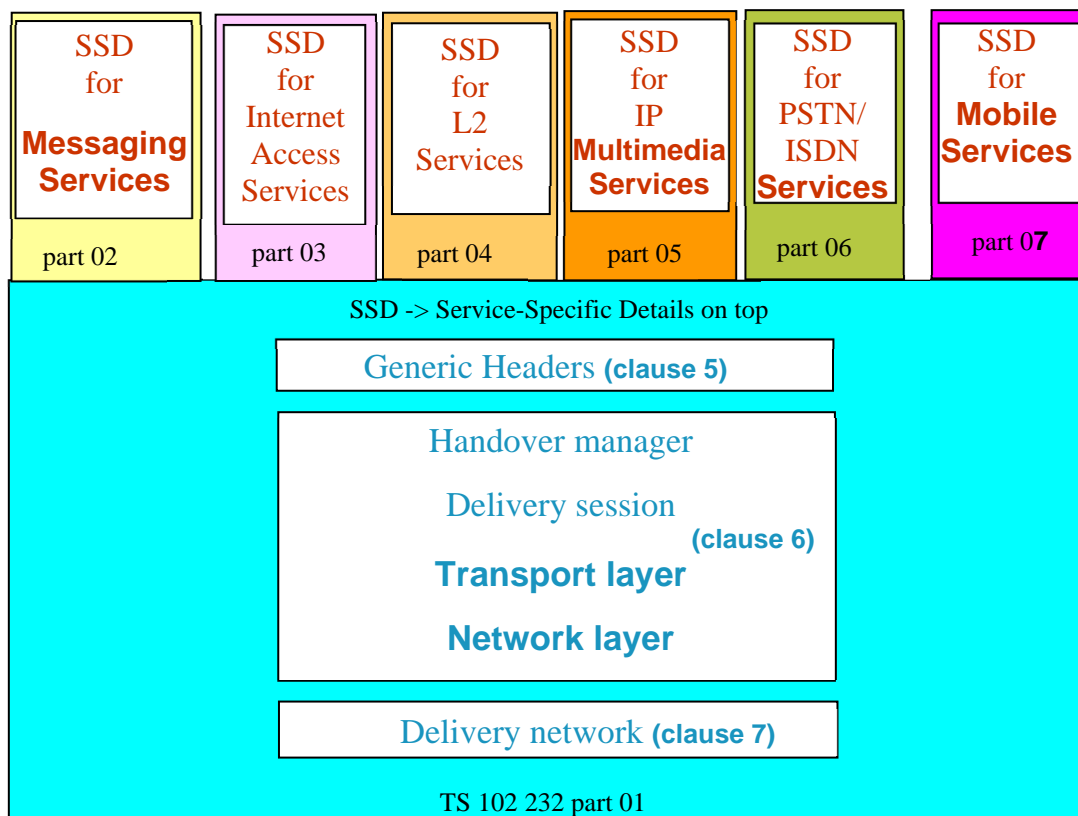 SSD
for
Messaging
Services
part 02
SSD
for
Internet
Access
Services
part 03
SSD
for
L2
Services
part 04
SSD
for
IP
Multimedia
Services
part 05
SSD
for
PSTN/
ISDN
Services
part 06
SSD
for
Mobile
Services
part 07
SSD -> Service-Specific Details on top
Generic Headers (clause 5)
Handover manager
Delivery session
(clause 6)
Transport layer
Network layer
Delivery network (clause 7)
TS 102 232 part 01